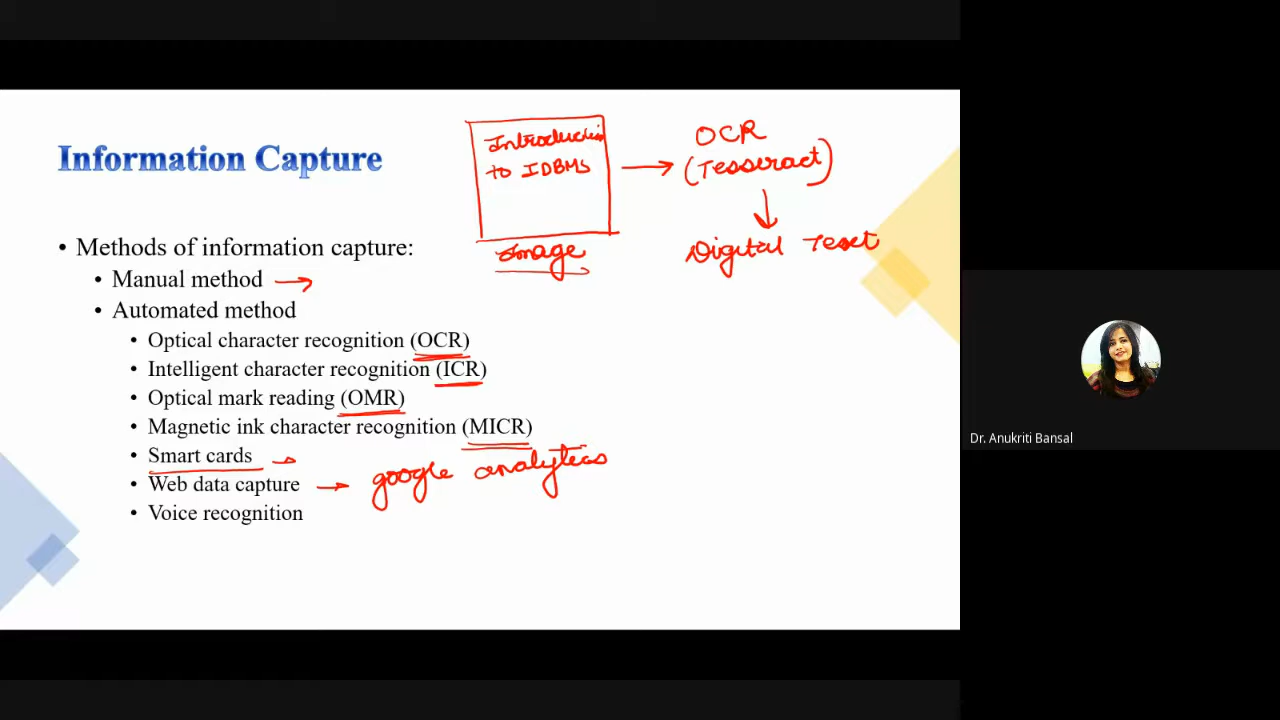 Information Capture
Introduction
to IDBMS
Image
OCR
(Tesseract)
Digital Text
• Methods of information capture:
• Manual method
• Automated method
• Optical character recognition (OCR)
• Intelligent character recognition (ICR)
• Optical mark reading (OMR)
• Magnetic ink character recognition (MICR)
• Smart cards
• Web data capture
google analytics
• Voice recognition
Dr. Anukriti Bansal